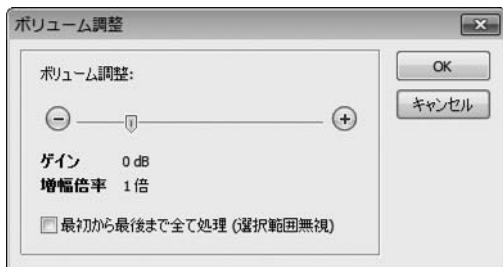 ボリューム調整
ボリューム調整:
OK
キャンセル
ゲイン 0 dB
増幅倍率 1 倍
最初から最後まで全て処理 (選択範囲無視)